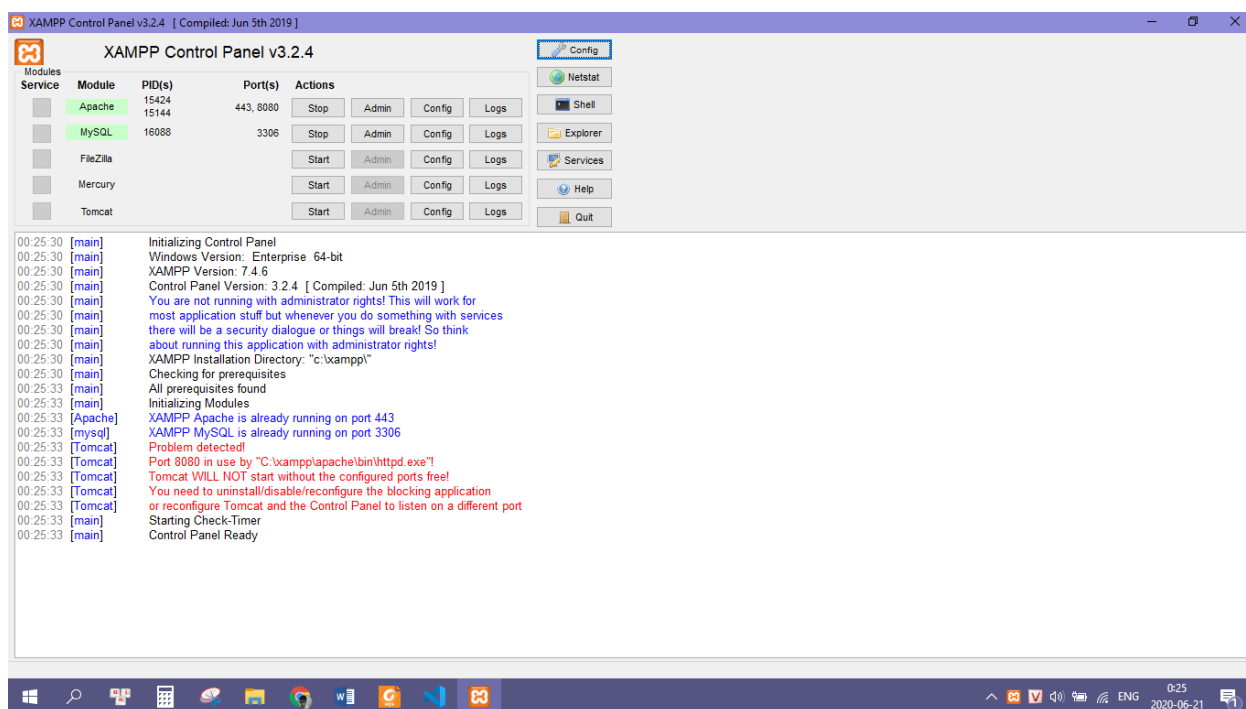 XAMPP Control Panel v3.2.4 [ Compiled: Jun 5th 2019 ]
XAMPP Control Panel v3.2.4
Config
Modules
Service Module PID(s) Port(s) Actions
Netstat
Apache 15424 15144 443, 8080 Stop Admin Config Logs
Shell
MySQL 16088 3306 Stop Admin Config Logs
Explorer
FileZilla Start Admin Config Logs
Services
Mercury Start Admin Config Logs
Help
Tomcat Start Admin Config Logs
Quit
00:25:30 [main] Initializing Control Panel
00:25:30 [main] Windows Version: Enterprise 64-bit
00:25:30 [main] XAMPP Version: 7.4.6
00:25:30 [main] Control Panel Version: 3.2.4 [ Compiled: Jun 5th 2019 ]
00:25:30 [main] You are not running with administrator rights! This will work for
00:25:30 [main] most application stuff but whenever you do something with services
00:25:30 [main] there will be a security dialogue or things will break! So think
00:25:30 [main] about running this application with administrator rights!
00:25:30 [main] XAMPP Installation Directory: "c:\xampp\"
00:25:30 [main] Checking for prerequisites
00:25:33 [main] All prerequisites found
00:25:33 [main] Initializing Modules
00:25:33 [Apache] XAMPP Apache is already running on port 443
00:25:33 [mysql] XAMPP MySQL is already running on port 3306
00:25:33 [Tomcat] Problem detected!
00:25:33 [Tomcat] Port 8080 in use by "C:\xampp\apache\bin\httpd.exe"!
00:25:33 [Tomcat] Tomcat WILL NOT start without the configured ports free!
00:25:33 [Tomcat] You need to uninstall/disable/reconfigure the blocking application
00:25:33 [Tomcat] or reconfigure Tomcat and the Control Panel to listen on a different port
00:25:33 [main] Starting Check-Timer
00:25:33 [main] Control Panel Ready
ENG
0:25
2020-06-21